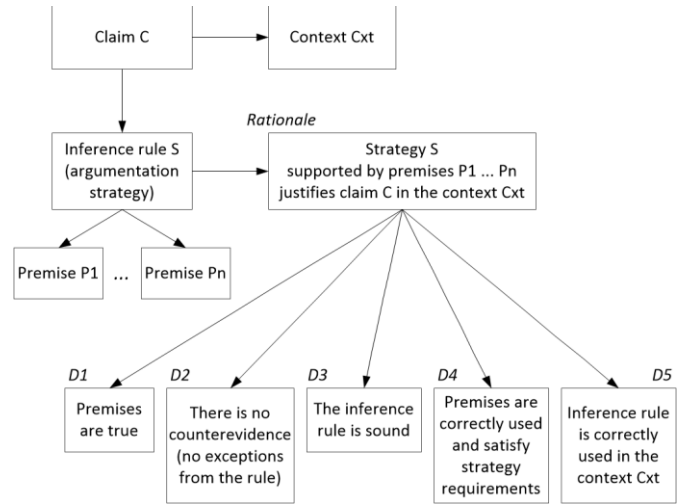 Claim C
Context Cxt
Rationale
Inference rule S
(argumentation
strategy)
Strategy S
supported by premises P1 ... Pn
justifies claim C in the context Cxt
Premise P1
...
Premise Pn
D1
D2
D3
D4
D5
Premises
are true
There is no
counterevidence
(no exceptions
from the rule)
The inference
rule is sound
Premises are
correctly used
and satisfy
strategy
requirements
Inference rule
is correctly
used in the
context Cxt